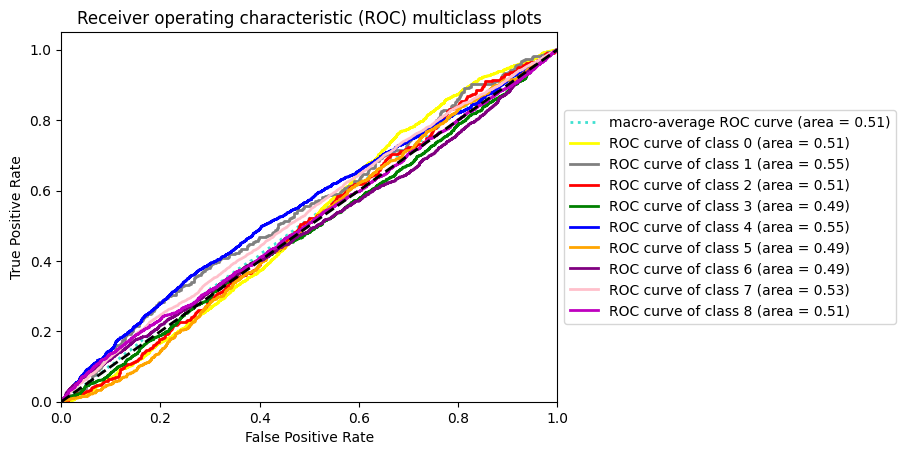 Receiver operating characteristic (ROC) multiclass plots
True Positive Rate
1.0
0.8
0.6
0.4
0.2
0.0
0.0 0.2 0.4 0.6 0.8 1.0
False Positive Rate
macro-average ROC curve (area = 0.51)
ROC curve of class 0 (area = 0.51)
ROC curve of class 1 (area = 0.55)
ROC curve of class 2 (area = 0.51)
ROC curve of class 3 (area = 0.49)
ROC curve of class 4 (area = 0.55)
ROC curve of class 5 (area = 0.49)
ROC curve of class 6 (area = 0.49)
ROC curve of class 7 (area = 0.53)
ROC curve of class 8 (area = 0.51)